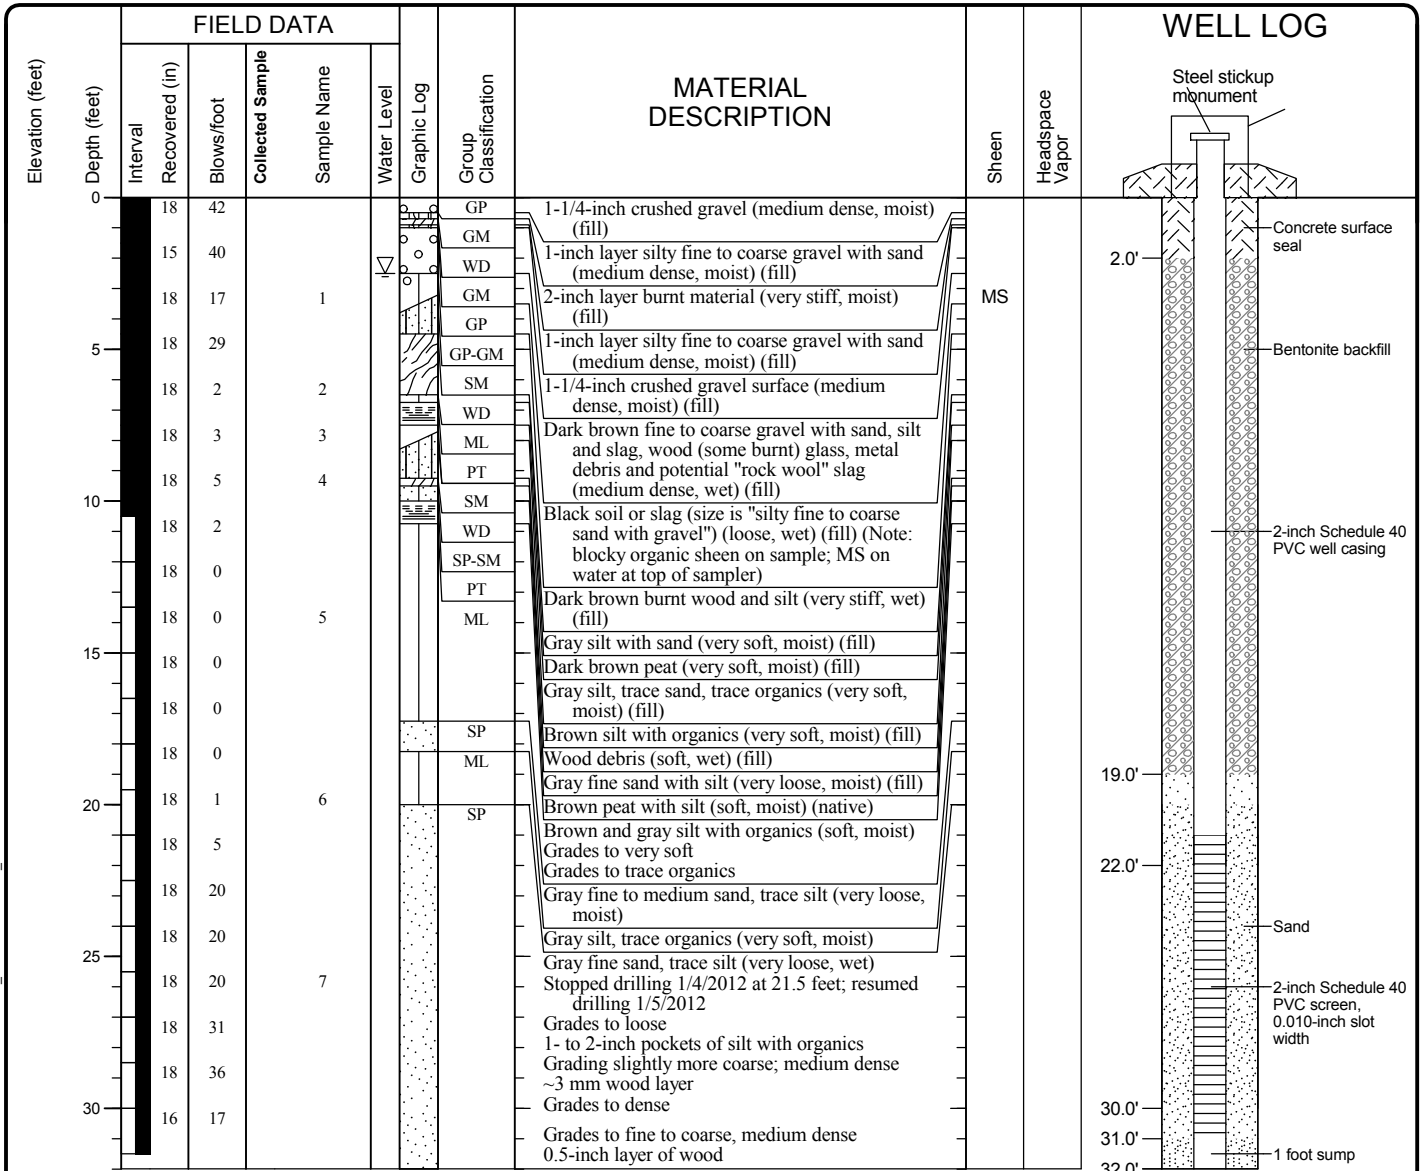 FIELD DATA
WELL LOG
Elevation (feet)
Depth (feet)
Interval
Recovered (in)
Blows/foot
Collected Sample
Sample Name
Water Level
Graphic Log
Group
Classification
MATERIAL
DESCRIPTION
Sheen
Headspace
Vapor
Steel stickup
monument
0
5
10
15
20
25
30
18 42
15 40
18 17 1
18 29
18 2 2
18 3 3
18 5 4
18 2
18 0
18 0 5
18 0
18 0
18 0
18 1 6
18 5
18 20
18 20
18 20 7
18 31
18 36
16 17
GP
GM
WD
GM
GP
GP-GM
SM
WD
ML
PT
SM
WD
SP-SM
PT
ML
SP
ML
SP
1-1/4-inch crushed gravel (medium dense, moist)
(fill)
1-inch layer silty fine to coarse gravel with sand
(medium dense, moist) (fill)
2-inch layer burnt material (very stiff, moist)
(fill)
1-inch layer silty fine to coarse gravel with sand
(medium dense, moist) (fill)
1-1/4-inch crushed gravel surface (medium
dense, moist) (fill)
Dark brown fine to coarse gravel with sand, silt
and slag, wood (some burnt) glass, metal
debris and potential "rock wool" slag
(medium dense, wet) (fill)
Black soil or slag (size is "silty fine to coarse
sand with gravel") (loose, wet) (fill) (Note:
blocky organic sheen on sample; MS on
water at top of sampler)
Dark brown burnt wood and silt (very stiff, wet)
(fill)
Gray silt with sand (very soft, moist) (fill)
Dark brown peat (very soft, moist) (fill)
Gray silt, trace sand, trace organics (very soft,
moist) (fill)
Brown silt with organics (very soft, moist) (fill)
Wood debris (soft, wet) (fill)
Gray fine sand with silt (very loose, moist) (fill)
Brown peat with silt (soft, moist) (native)
Brown and gray silt with organics (soft, moist)
Grades to very soft
Grades to trace organics
Gray fine to medium sand, trace silt (very loose,
moist)
Gray silt, trace organics (very soft, moist)
Gray fine sand, trace silt (very loose, wet)
Stopped drilling 1/4/2012 at 21.5 feet; resumed
drilling 1/5/2012
Grades to loose
1- to 2-inch pockets of silt with organics
Grading slightly more coarse; medium dense
~3 mm wood layer
Grades to dense
Grades to fine to coarse, medium dense
0.5-inch layer of wood
MS
2.0'
19.0'
22.0'
30.0'
31.0'
32.0'
Concrete surface
seal
Bentonite backfill
2-inch Schedule 40
PVC well casing
Sand
2-inch Schedule 40
PVC screen,
0.010-inch slot
width
1 foot sump